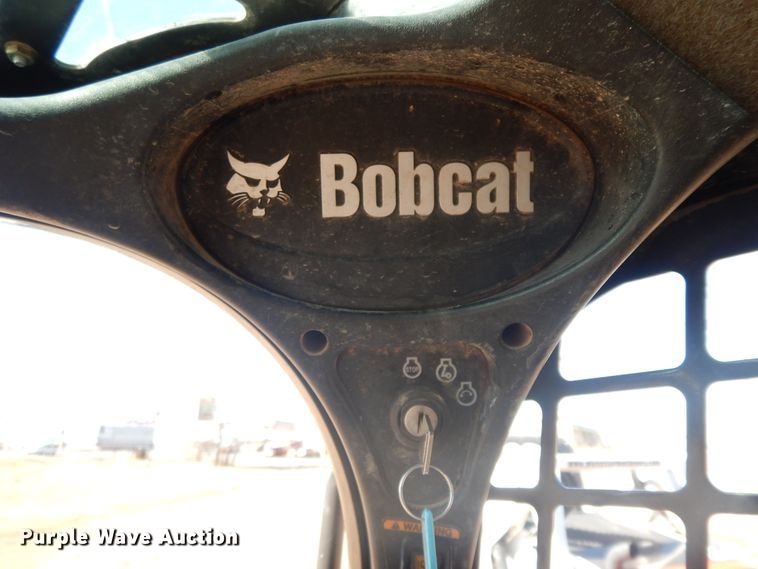 Bobcat
STOP
WARNING
Purple Wave Auction